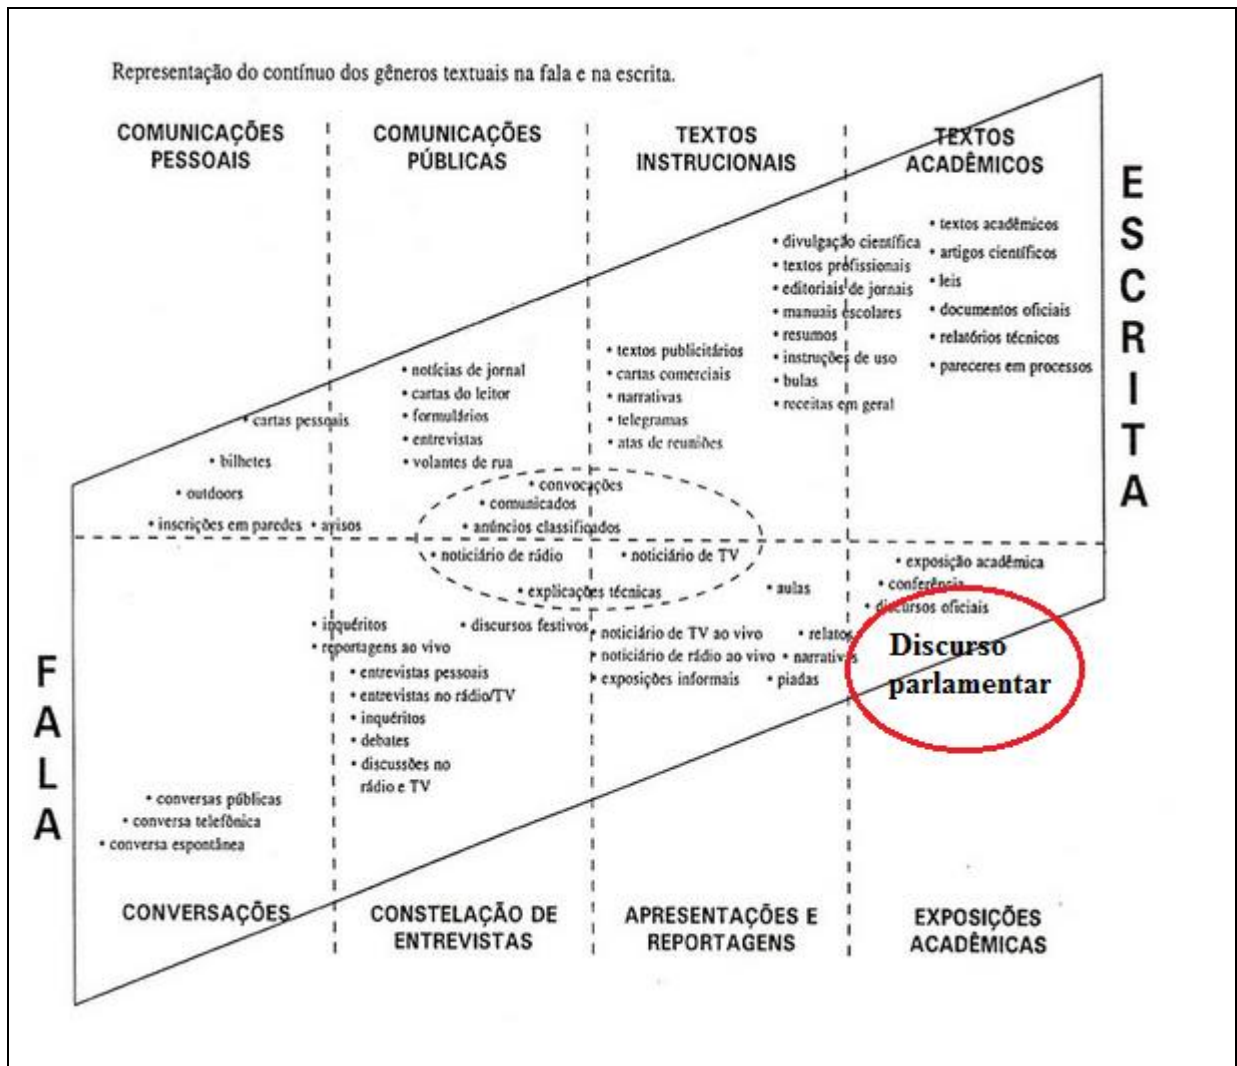 Representação do contínuo dos gêneros textuais na fala e na escrita.
COMUNICAÇÕES
PESSOAIS
COMUNICAÇÕES
PÚBLICAS
TEXTOS
INSTRUCIONAIS
TEXTOS
ACADÊMICOS
ESCRITA
• textos acadêmicos
• artigos científicos
• leis
• documentos oficiais
• relatórios técnicos
• pareceres em processos
• divulgação científica
• textos profissionais
• editoriais de jornais
• manuais escolares
• resumos
• instruções de uso
• bulas
• receitas em geral
• textos publicitários
• cartas comerciais
• narrativas
• telegramas
• atas de reuniões
• notícias de jornal
• cartas do leitor
• formulários
• entrevistas
• volantes de rua
• cartas pessoais
• bilhetes
• outdoors
• inscrições em paredes
• avisos
• convocações
• comunicados
• anúncios classificados
• noticiário de rádio
• noticiário de TV
• explicações técnicas
• aulas
• exposição acadêmica
• conferência
• discursos oficiais
Discurso
parlamentar
• inquéritos
• reportagens ao vivo
• discursos festivos
• noticiário de TV ao vivo
• relatos
• noticiário de rádio ao vivo
• narrativas
• exposições informais
• piadas
• entrevistas pessoais
• entrevistas no rádio/TV
• inquéritos
• debates
• discussões no
rádio e TV
• conversas públicas
• conversa telefônica
• conversa espontânea
FALA
CONVERSAÇÕES
CONSTELAÇÃO DE
ENTREVISTAS
APRESENTAÇÕES E
REPORTAGENS
EXPOSIÇÕES
ACADÊMICAS